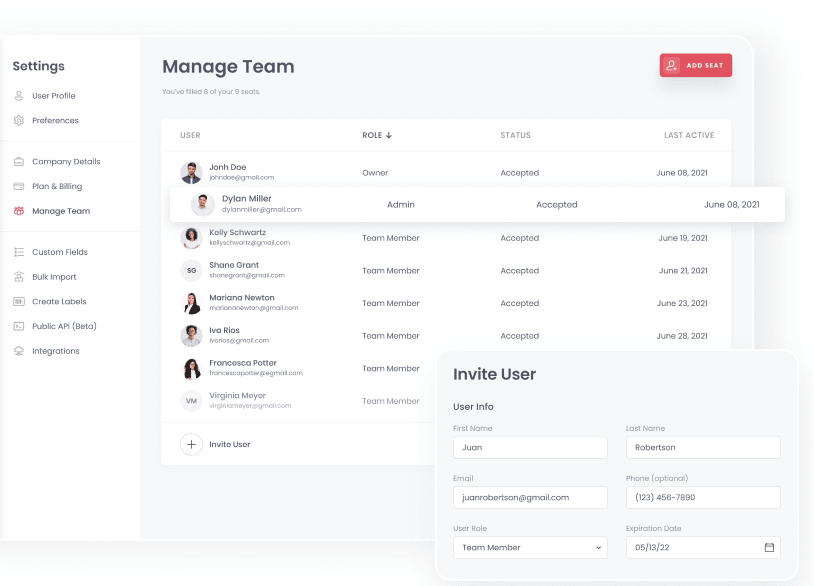 Settings
User Profile
Preferences
Company Details
Plan & Billing
Manage Team
Custom Fields
Bulk Import
Create Labels
Public API (Beta)
Integrations
Manage Team
You've filled 8 of your 9 seats.
ADD SEAT
USER ROLE STATUS LAST ACTIVE
Jonh Doe
johndoe@gmail.com
Owner Accepted June 08, 2021
Dylan Miller
dylanmiller@gmail.com
Admin Accepted June 08, 2021
Kelly Schwartz
kellyschwartz@gmail.com
Team Member Accepted June 19, 2021
SG
Shane Grant
shanegrant@gmail.com
Team Member Accepted June 21, 2021
Mariana Newton
mariananewton@gmail.com
Team Member Accepted June 23, 2021
Iva Rios
ivarios@gmail.com
Team Member Accepted June 28, 2021
Francesca Potter
francescapotter@egmail.com
Team Member
VM
Virginia Meyer
virginiameyer@gmail.com
Team Member
Invite User
Invite User
User Info
First Name Last Name
Juan Robertson
Email Phone (optional)
juanrobertson@gmail.com (123) 456-7890
User Role Expiration Date
Team Member 05/13/22